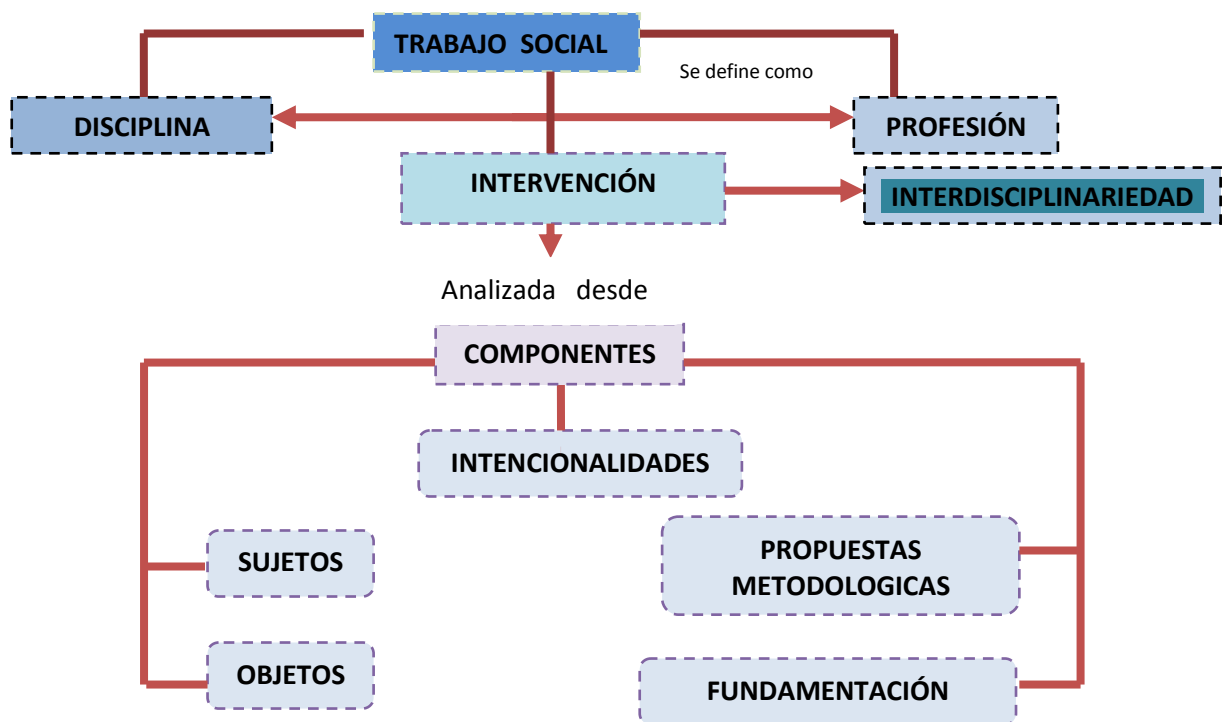 TRABAJO SOCIAL
Se define como
DISCIPLINA
PROFESIÓN
INTERVENCIÓN
INTERDISCIPLINARIEDAD
Analizada desde
COMPONENTES
INTENCIONALIDADES
SUJETOS
PROPUESTAS
METODOLOGICAS
OBJETOS
FUNDAMENTACIÓN